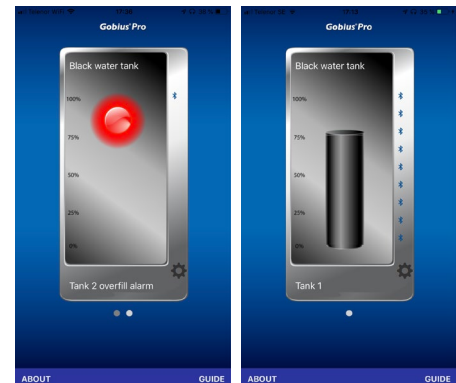 Gobius Pro
Black water tank
100%
75%
50%
25%
0%
Tank 2 overfill alarm
ABOUT
GUIDE
Gobius Pro
Black water tank
100%
75%
50%
25%
0%
Tank 1
ABOUT
GUIDE